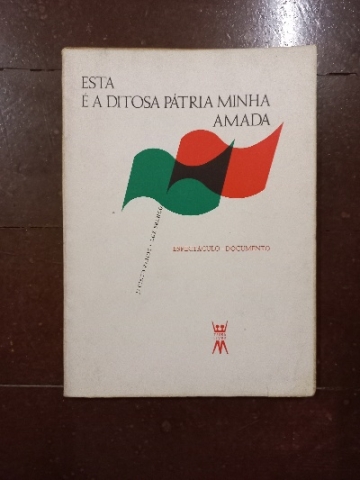 ESTA
É A DITOSA PÁTRIA MINHA
AMADA
ESPECTÁCULO DOCUMENTO